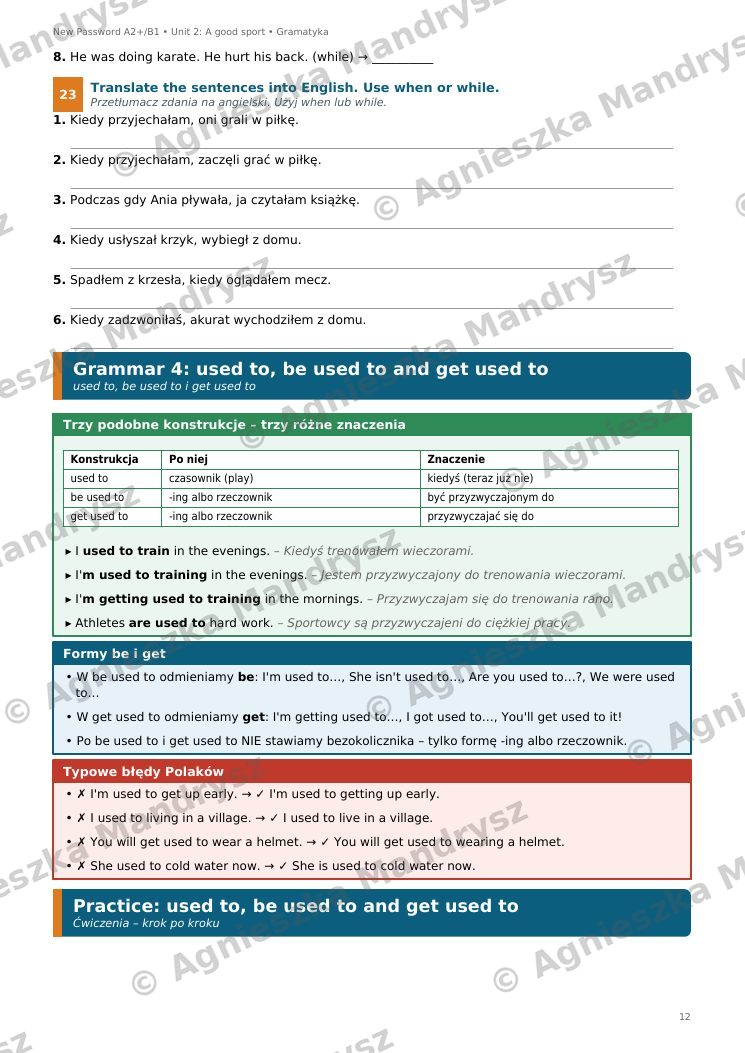 New Password A2+/B1 • Unit 2: A good sport • Gramatyka
8. He was doing karate. He hurt his back. (while) → __________
23 Translate the sentences into English. Use when or while.
Przetłumacz zdania na angielski. Użyj when lub while.
1. Kiedy przyjechałam, oni grali w piłkę.
2. Kiedy przyjechałam, zaczęli grać w piłkę.
3. Podczas gdy Ania pływała, ja czytałam książkę.
4. Kiedy usłyszał krzyk, wybiegł z domu.
5. Spadłem z krzesła, kiedy oglądałem mecz.
6. Kiedy zadzwoniłaś, akurat wychodziłem z domu.
Grammar 4: used to, be used to and get used to
used to, be used to i get used to
Trzy podobne konstrukcje – trzy różne znaczenia
Konstrukcja Po niej Znaczenie
used to czasownik (play) kiedyś (teraz już nie)
be used to -ing albo rzeczownik być przyzwyczajonym do
get used to -ing albo rzeczownik przyzwyczajać się do
▸ I used to train in the evenings. – Kiedyś trenowałem wieczorami.
▸ I'm used to training in the evenings. – Jestem przyzwyczajony do trenowania wieczorami.
▸ I'm getting used to training in the mornings. – Przyzwyczajam się do trenowania rano.
▸ Athletes are used to hard work. – Sportowcy są przyzwyczajeni do ciężkiej pracy.
Formy be i get
• W be used to odmieniamy be: I'm used to…, She isn't used to…, Are you used to…?, We were used
to…
• W get used to odmieniamy get: I'm getting used to…, I got used to…, You'll get used to it!
• Po be used to i get used to NIE stawiamy bezokolicznika – tylko formę -ing albo rzeczownik.
Typowe błędy Polaków
• ✗ I'm used to get up early. → ✓ I'm used to getting up early.
• ✗ I used to living in a village. → ✓ I used to live in a village.
• ✗ You will get used to wear a helmet. → ✓ You will get used to wearing a helmet.
• ✗ She used to cold water now. → ✓ She is used to cold water now.
Practice: used to, be used to and get used to
Ćwiczenia – krok po kroku
12
© Agnieszka Mandrysz